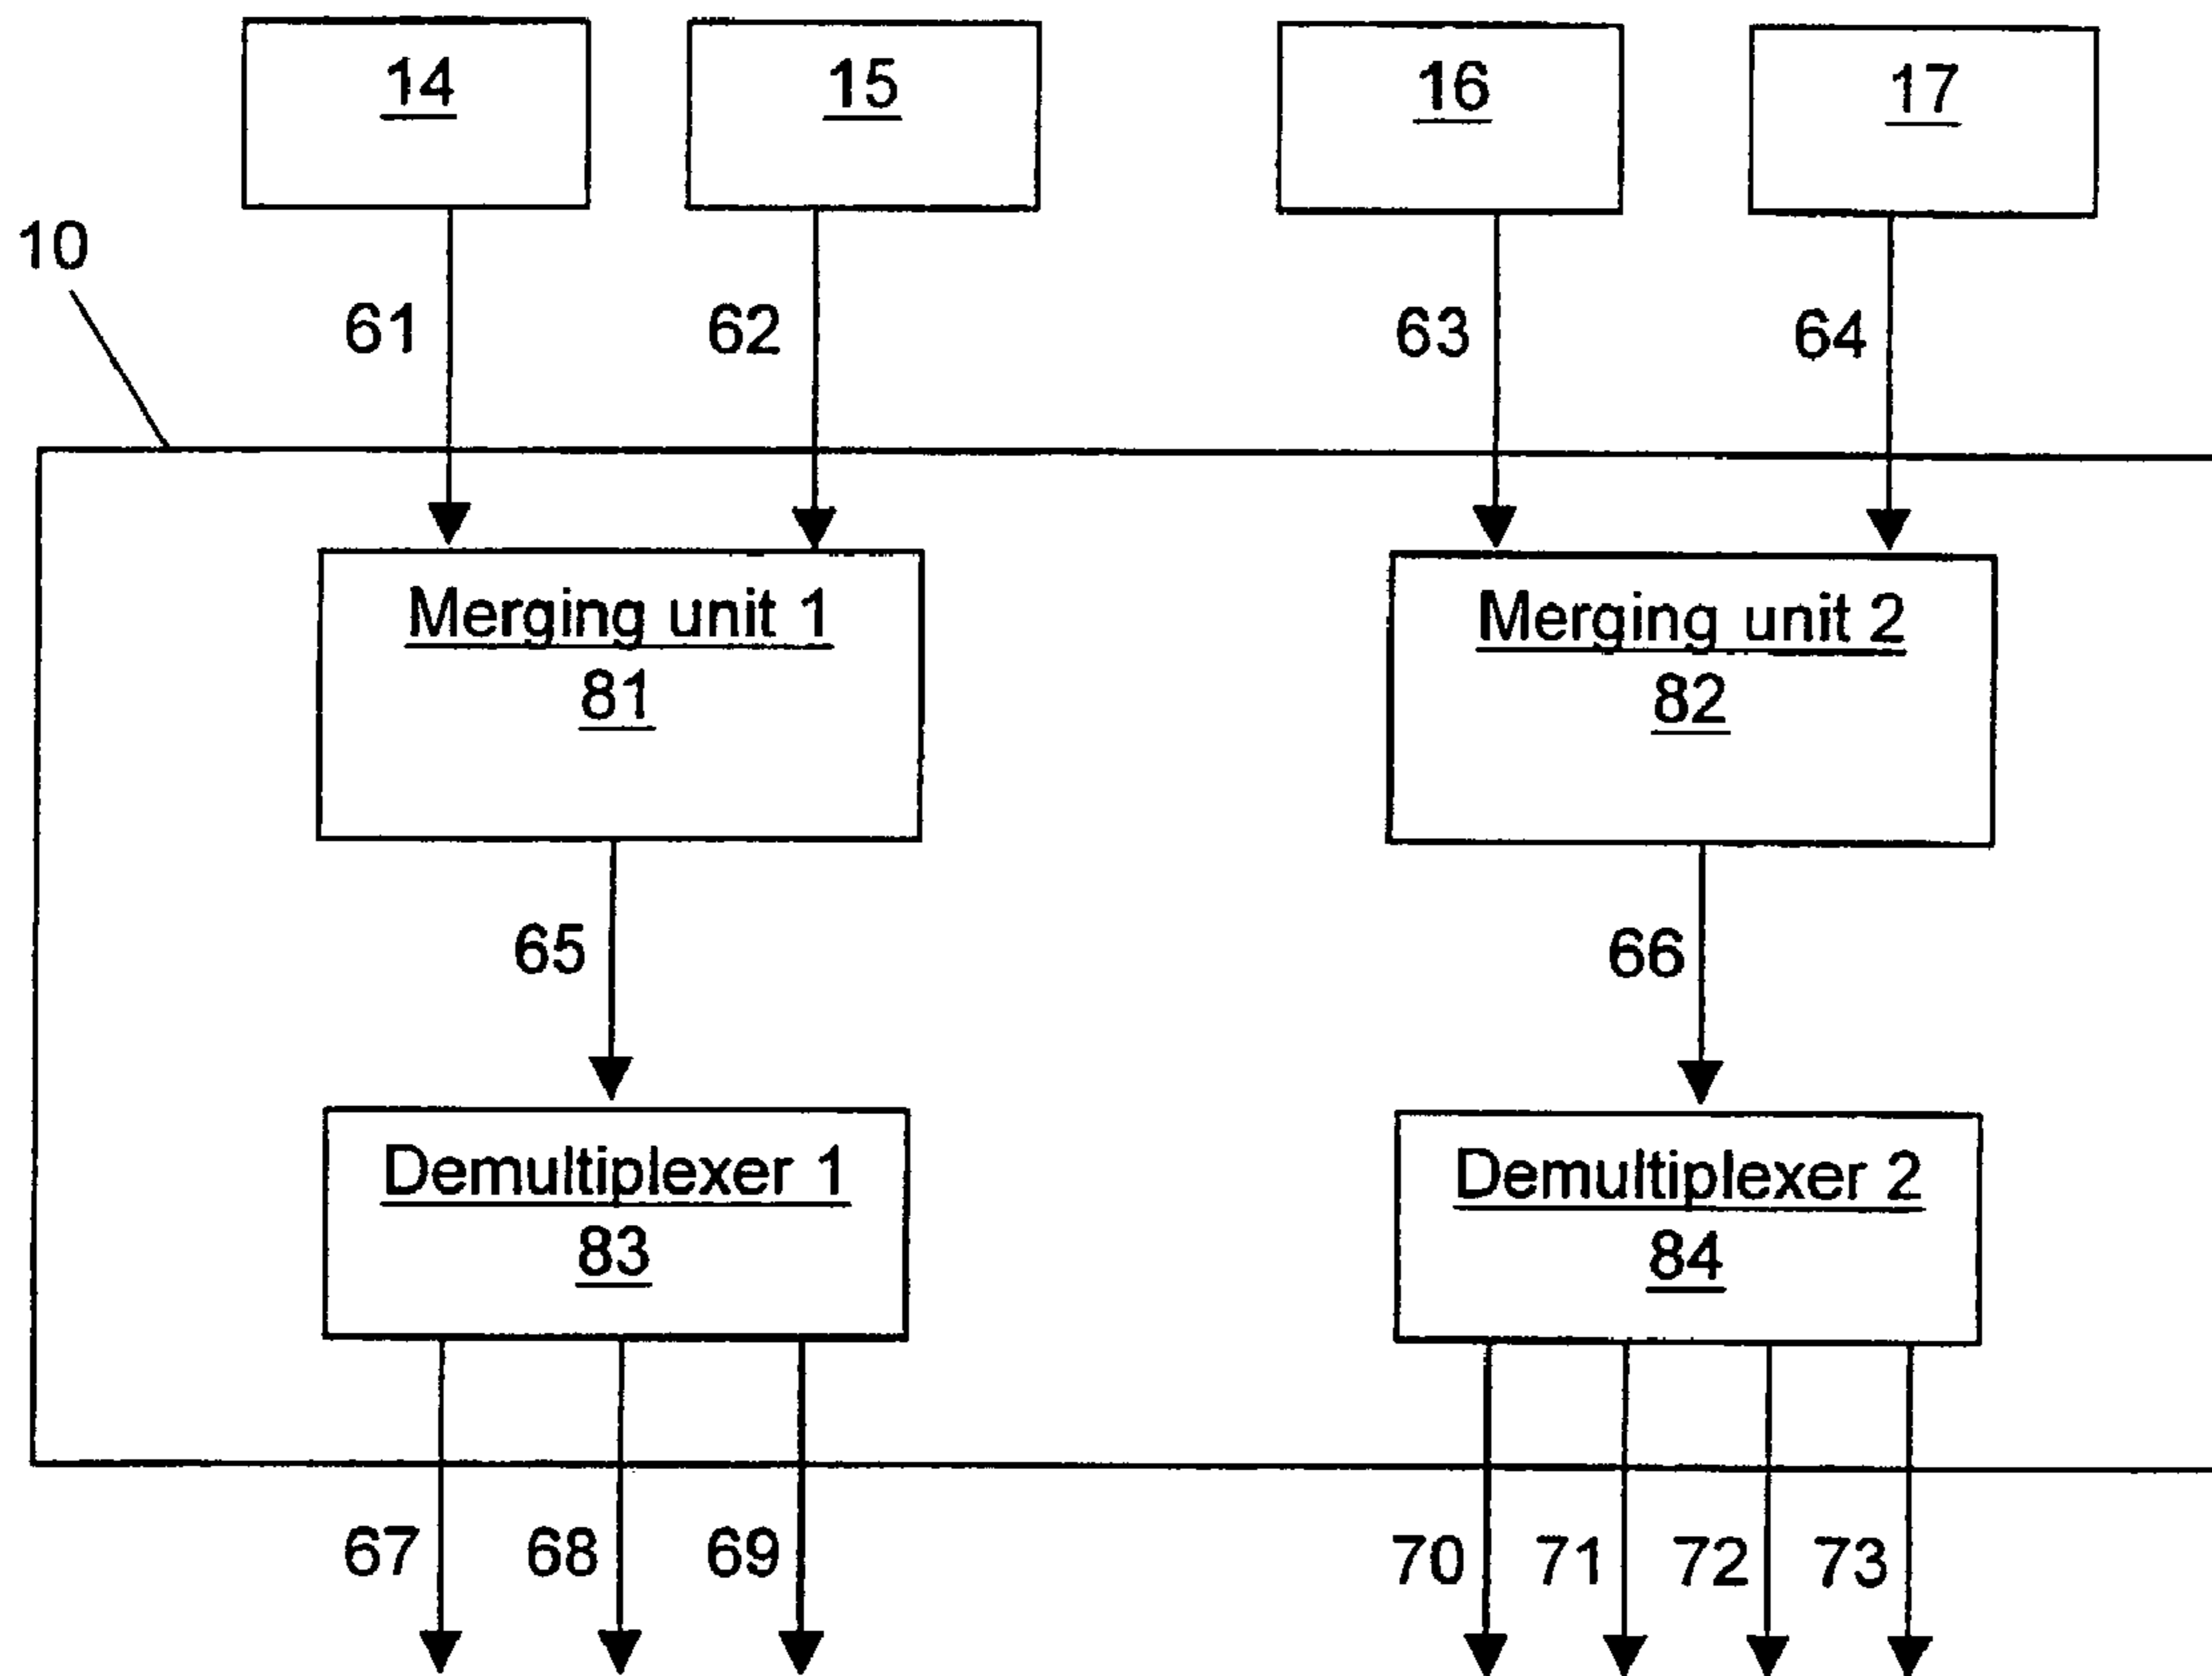 14 15 16 17
10
61 62 63 64
Merging unit 1
81
Merging unit 2
82
65 66
Demultiplexer 1
83
Demultiplexer 2
84
67 68 69 70 71 72 73